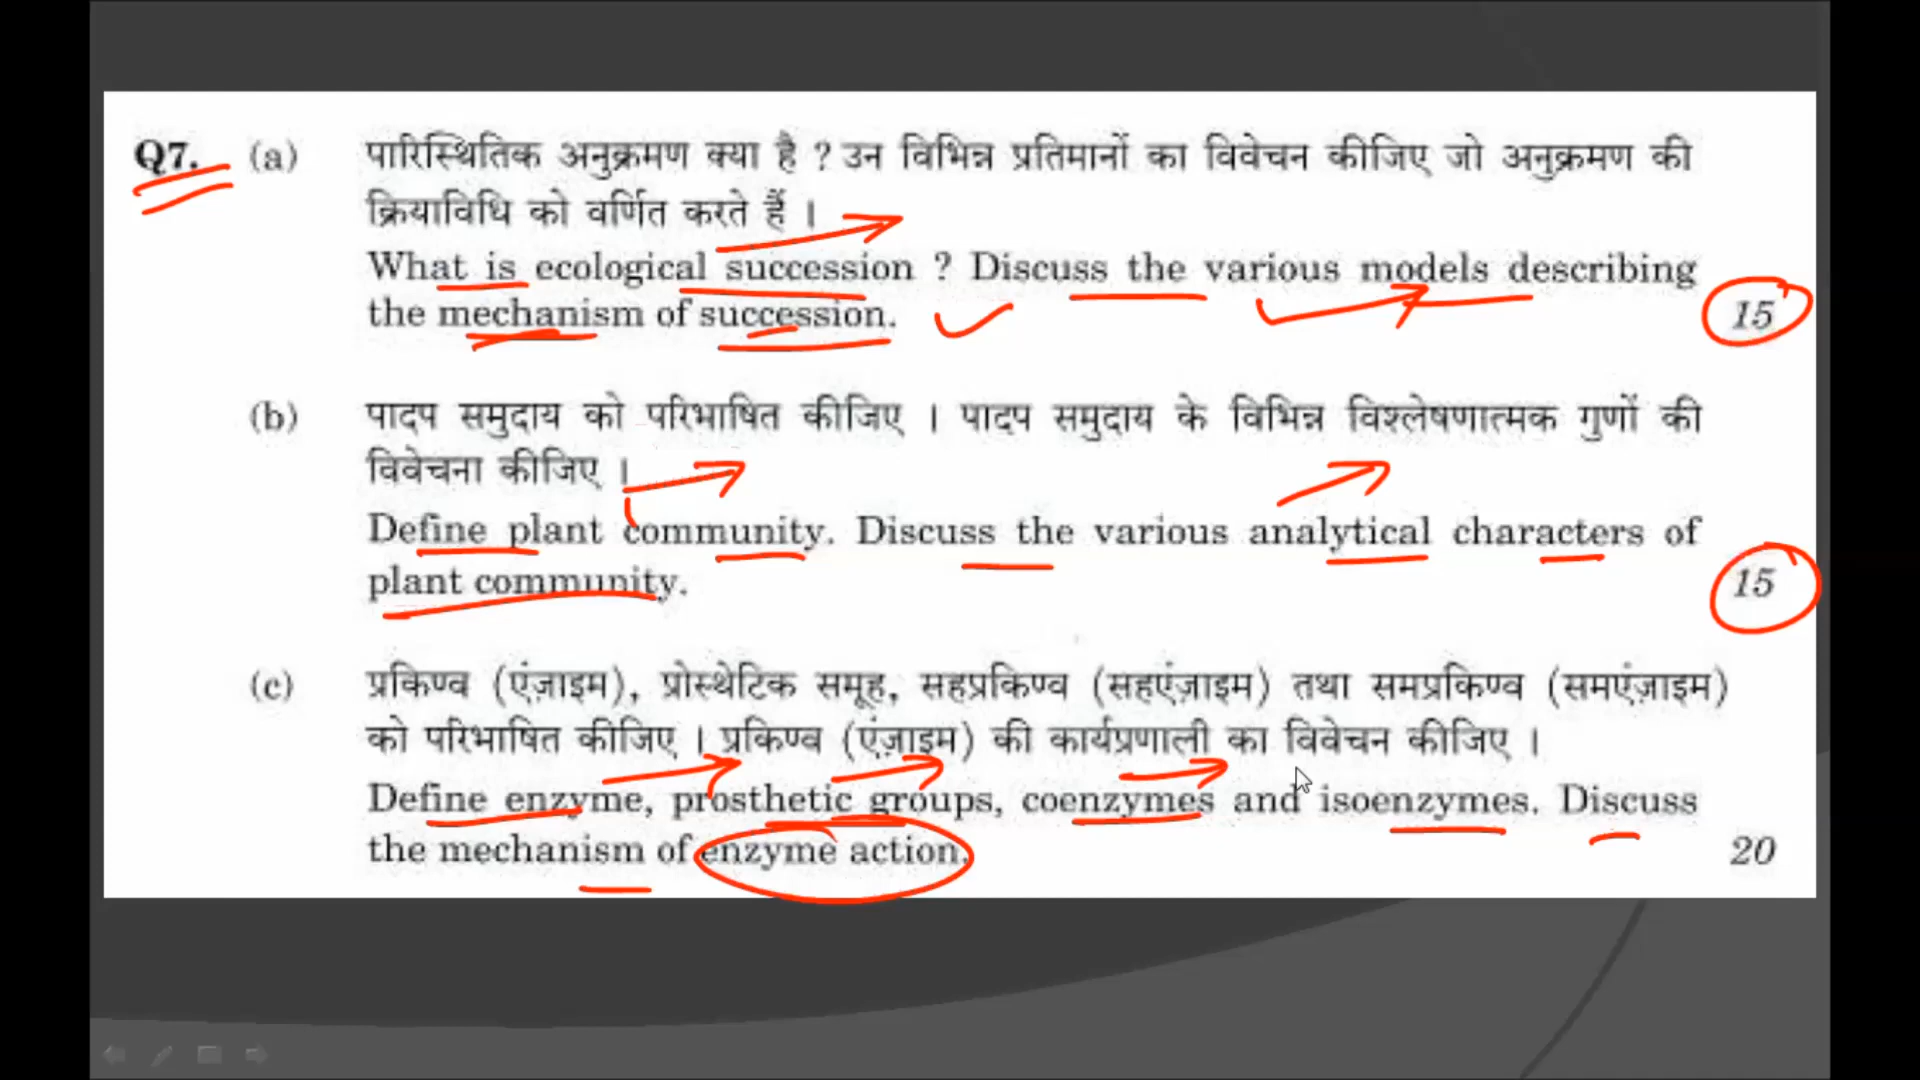 Q7. (a) पारिस्थितिक अनुक्रमण क्या है ? उन विभिन्न प्रतिमानों का विवेचन कीजिए जो अनुक्रमण की
क्रियाविधि को वर्णित करते हैं ।
What is ecological succession ? Discuss the various models describing
the mechanism of succession. 15
(b) पादप समुदाय को परिभाषित कीजिए । पादप समुदाय के विभिन्न विश्लेषणात्मक गुणों की
विवेचना कीजिए ।
Define plant community. Discuss the various analytical characters of
plant community. 15
(c) प्रकिण्व (एंज़ाइम), प्रोस्थेटिक समूह, सहप्रकिण्व (सहएंज़ाइम) तथा समप्रकिण्व (समएंज़ाइम)
को परिभाषित कीजिए । प्रकिण्व (एंज़ाइम) की कार्यप्रणाली का विवेचन कीजिए ।
Define enzyme, prosthetic groups, coenzymes and isoenzymes. Discuss
the mechanism of enzyme action. 20